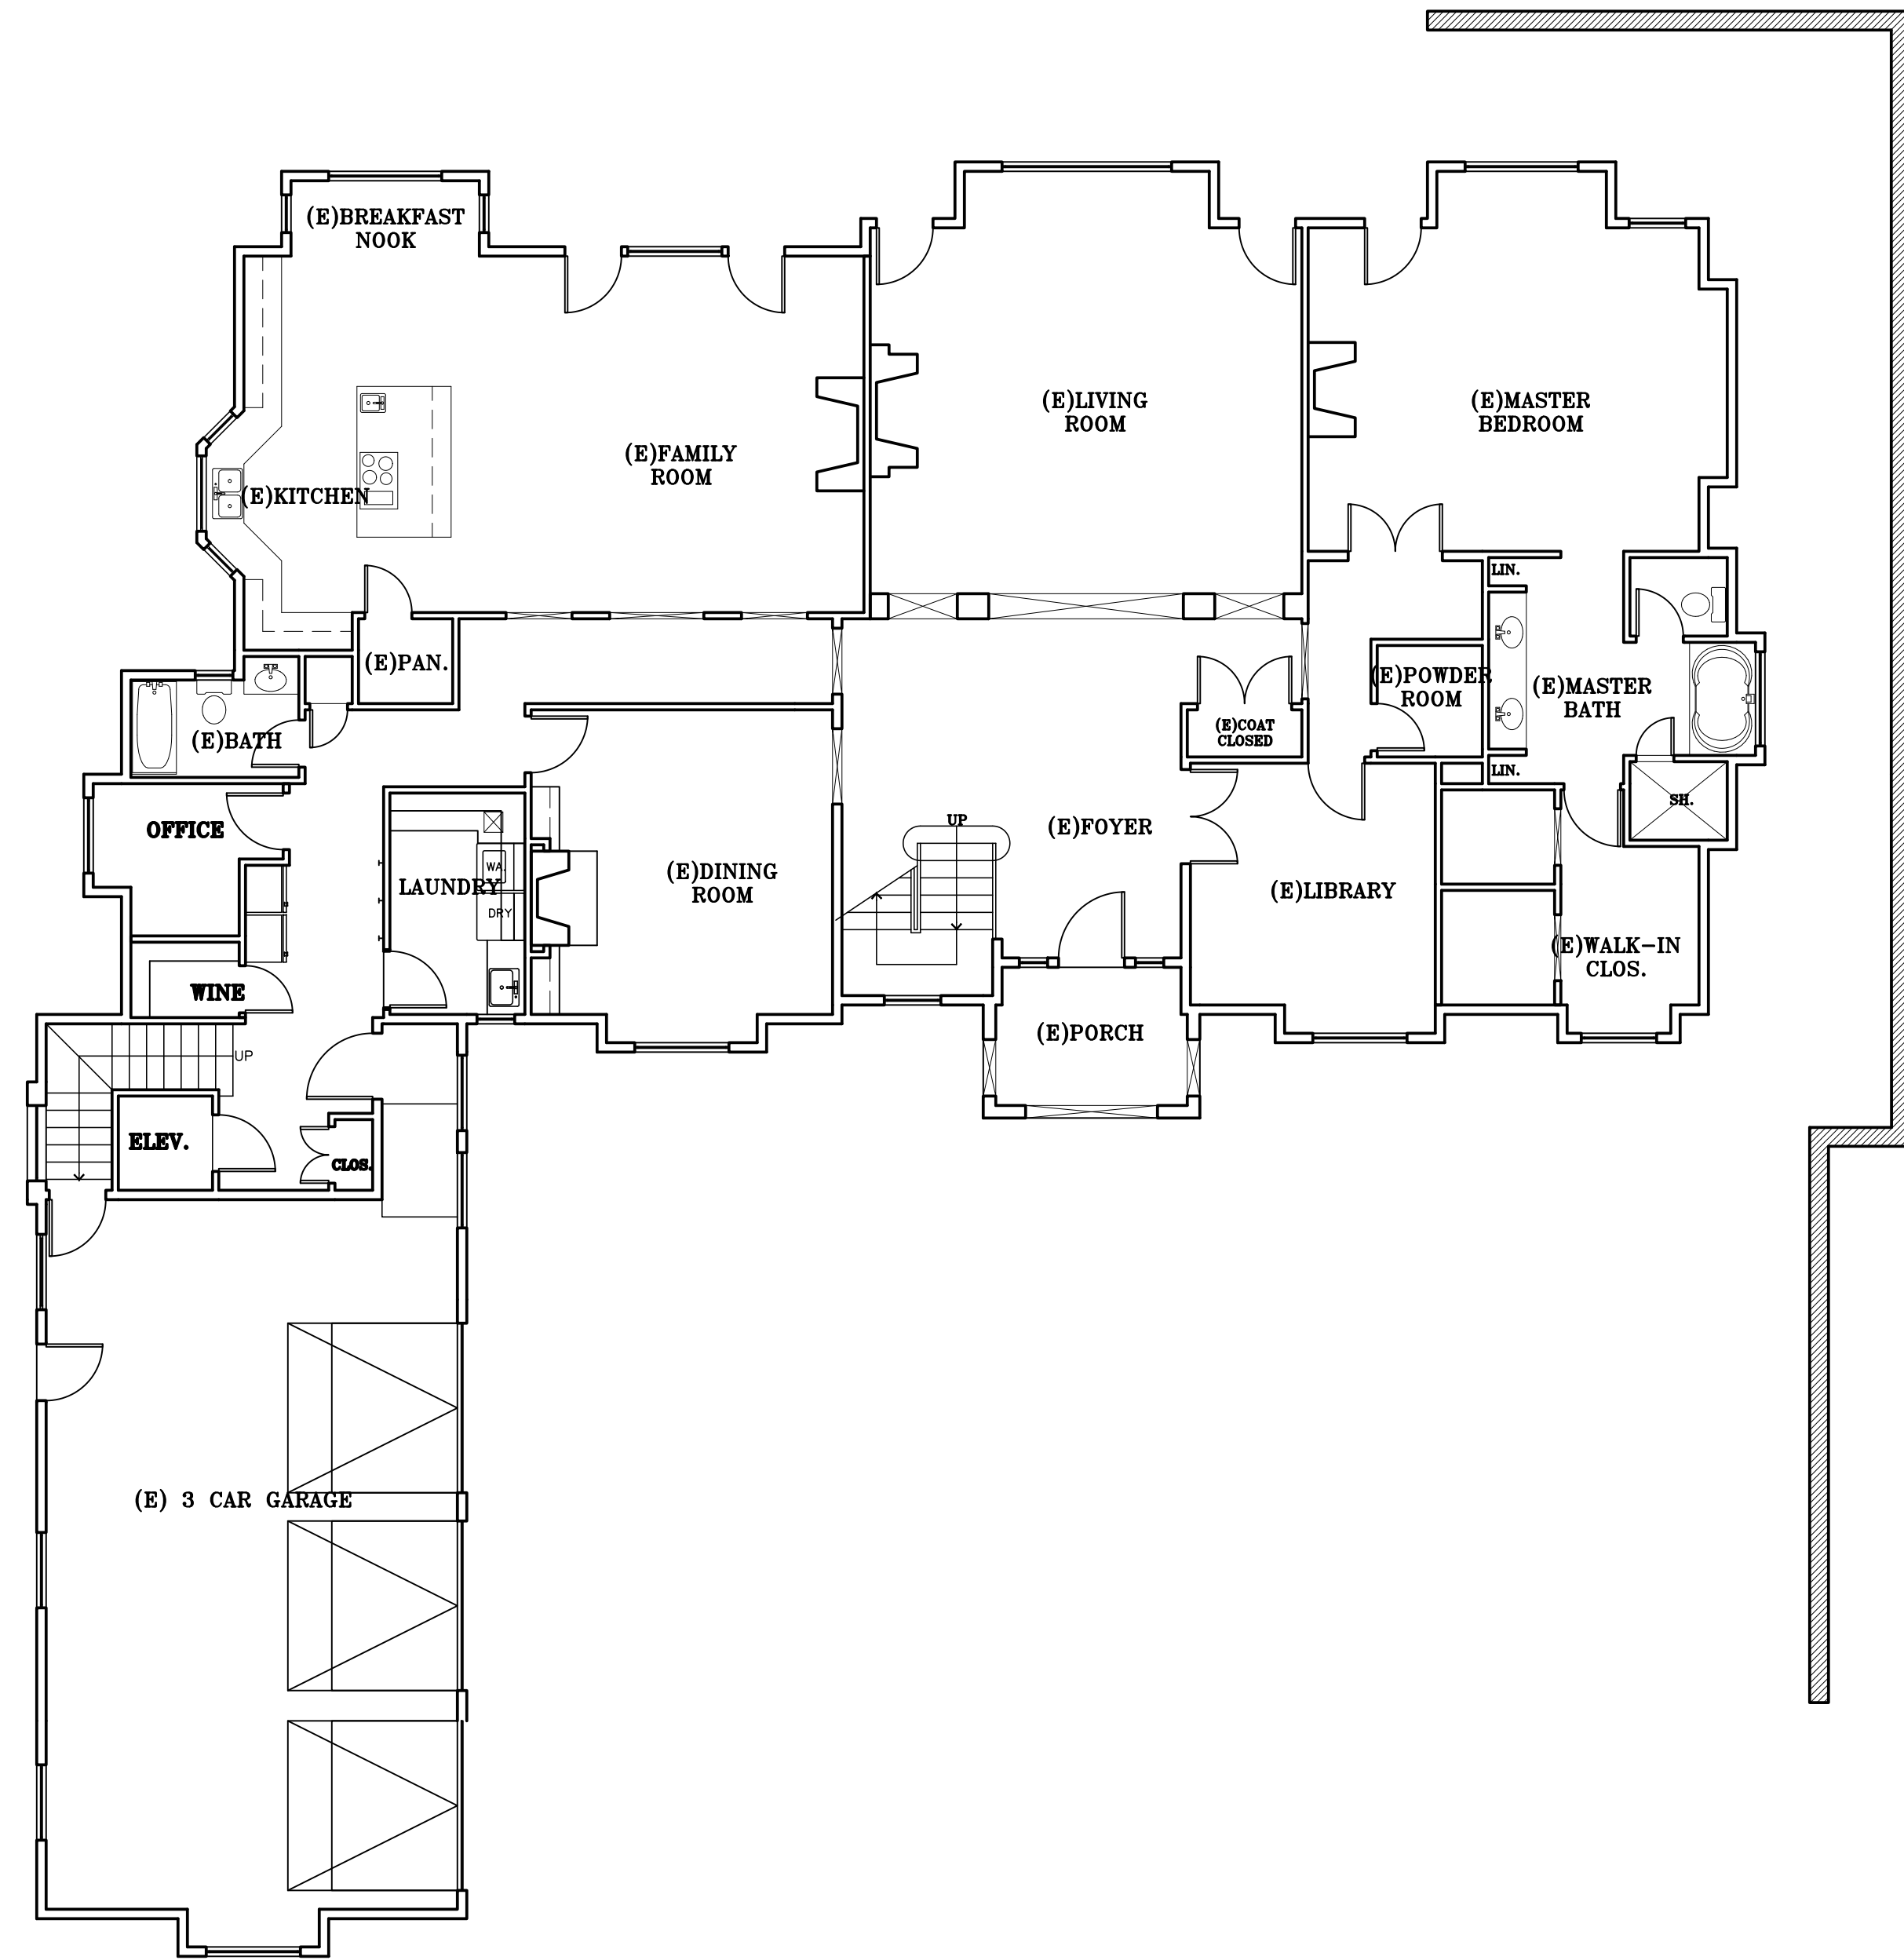 (E)BREAKFAST
NOOK
(E)LIVING
ROOM
(E)MASTER
BEDROOM
(E)FAMILY
ROOM
(E)KITCHEN
LIN.
(E)PAN.
(E)POWDER
ROOM
(E)MASTER
BATH
(E)COAT
CLOSED
(E)BATH
LIN.
SH.
OFFICE
UP
(E)FOYER
WA.
(E)DINING
ROOM
LAUNDRY
(E)LIBRARY
DRY
(E)WALK-IN
CLOS.
WINE
(E)PORCH
UP
ELEV.
CLOS.
(E) 3 CAR GARAGE